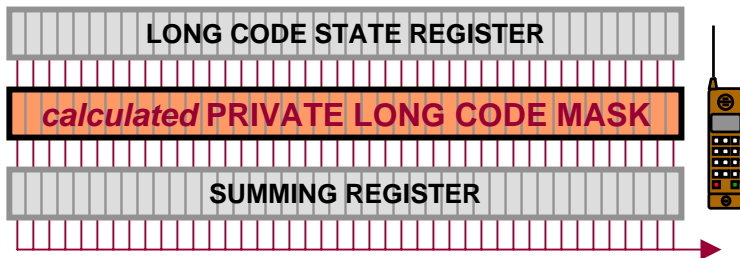 LONG CODE STATE REGISTER
calculated PRIVATE LONG CODE MASK
SUMMING REGISTER